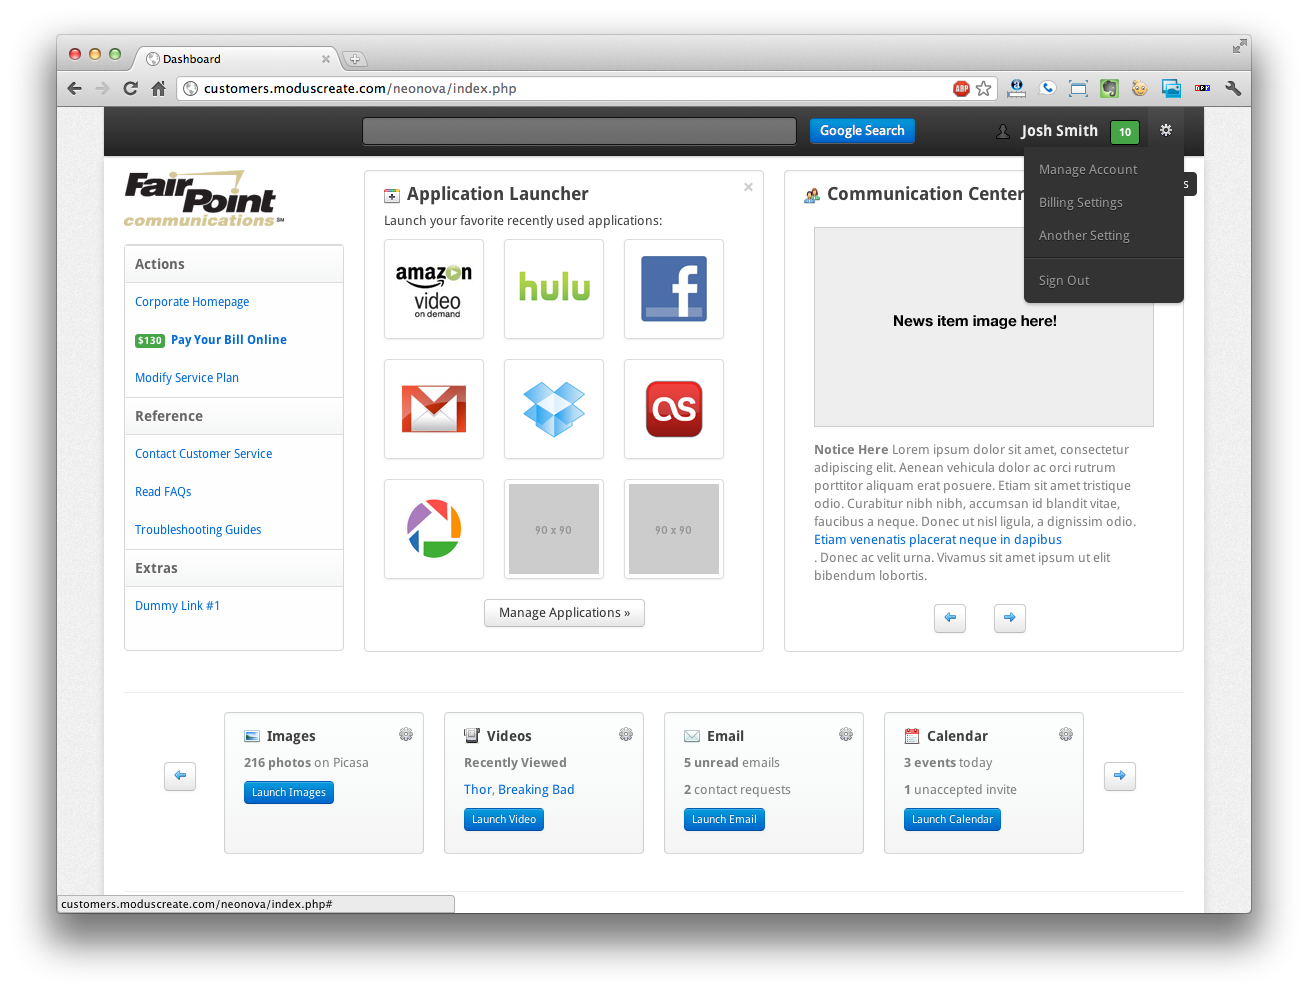 Dashboard
customers.moduscreate.com/neonova/index.php
ABP
Google Search
Josh Smith
10
Manage Account
Billing Settings
Another Setting
Sign Out
s
FairPoint
communications SM
Actions
Corporate Homepage
$130 Pay Your Bill Online
Modify Service Plan
Reference
Contact Customer Service
Read FAQs
Troubleshooting Guides
Extras
Dummy Link #1
Application Launcher
Launch your favorite recently used applications:
amazon
video
on demand
hulu
f
as
90 x 90
90 x 90
Manage Applications »
Communication Center
News item image here!
Notice Here Lorem ipsum dolor sit amet, consectetur
adipiscing elit. Aenean vehicula dolor ac orci rutrum
porttitor aliquam erat posuere. Etiam sit amet tristique
odio. Curabitur nibh nibh, accumsan id blandit vitae,
faucibus a neque. Donec ut nisl ligula, a dignissim odio.
Etiam venenatis placerat neque in dapibus
. Donec ac velit urna. Vivamus sit amet ipsum ut elit
bibendum lobortis.
Images
216 photos on Picasa
Launch Images
Videos
Recently Viewed
Thor, Breaking Bad
Launch Video
Email
5 unread emails
2 contact requests
Launch Email
Calendar
3 events today
1 unaccepted invite
Launch Calendar
customers.moduscreate.com/neonova/index.php#